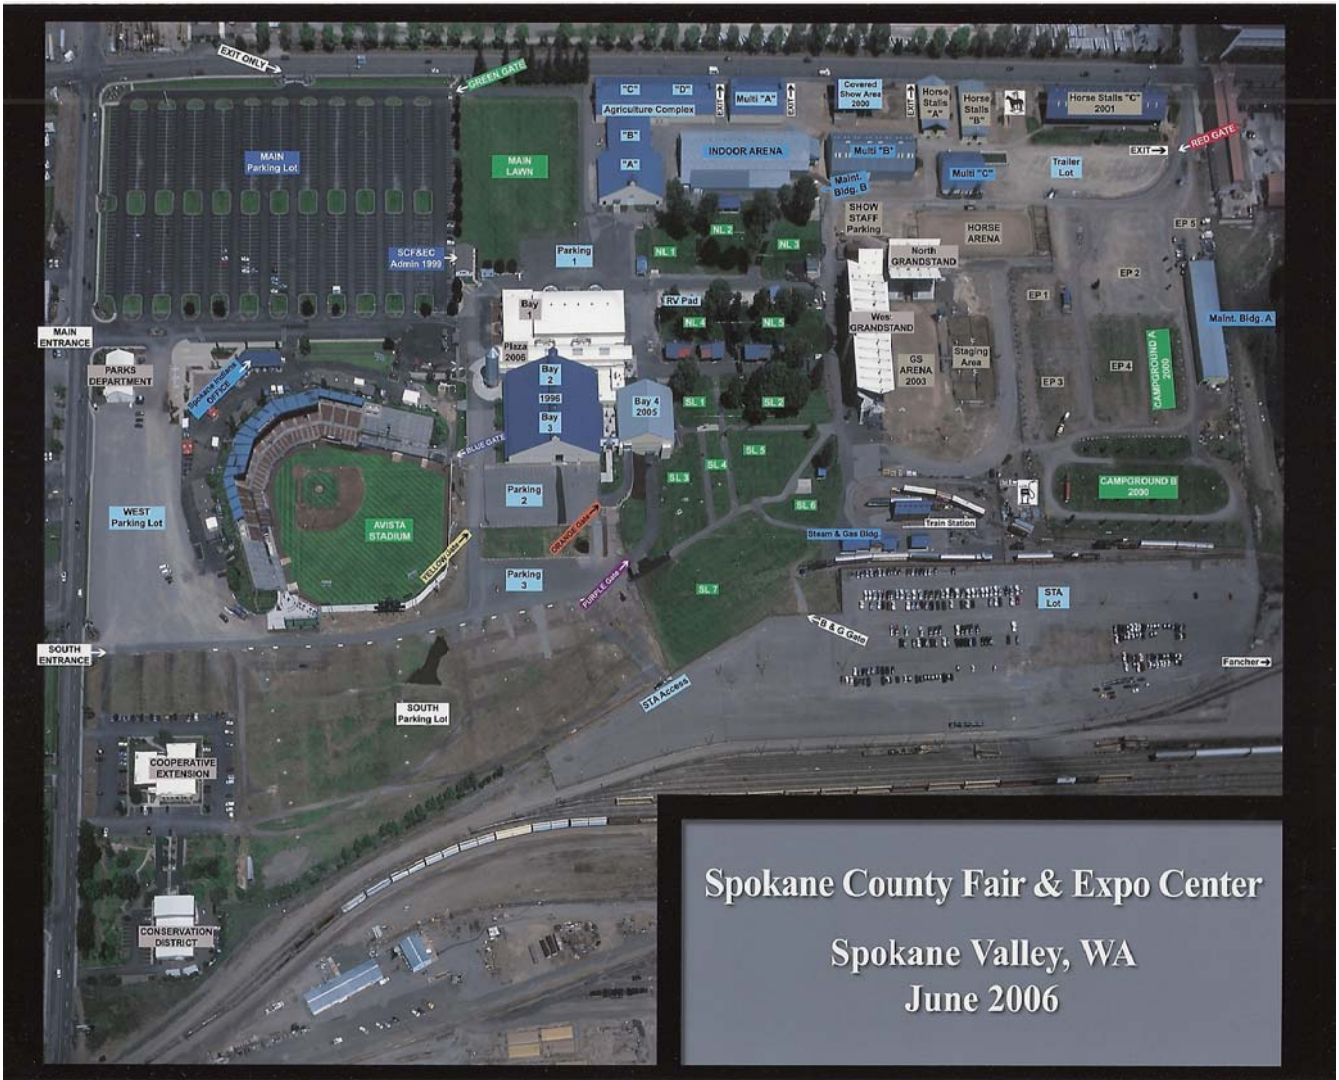 EXIT ONLY
GREEN GATE
"C"
"D"
Agriculture Complex
"B"
"A"
EXIT
Multi "A"
EXIT
Covered
Show Area
2000
EXIT
Horse
Stalls
"A"
Horse
Stalls
"B"
Horse Stalls "C"
2001
RED GATE
EXIT
MAIN
Parking Lot
MAIN
LAWN
INDOOR ARENA
Multi "B"
Multi "C"
Trailer
Lot
Maint.
Bldg. B
SHOW
STAFF
Parking
HORSE
ARENA
EP 5
SCF&EC
Admin 1999
Parking
1
NL 1
NL 2
NL 3
North
GRANDSTAND
EP 2
EP 1
Bay
1
RV Pad
NL 4
NL 5
West
GRANDSTAND
Maint. Bldg. A
MAIN
ENTRANCE
PARKS
DEPARTMENT
Spokane Indians
OFFICE
Plaza
2006
Bay
2
1996
Bay
3
Bay 4
2005
SL 1
SL 2
GS
ARENA
2003
Staging
Area
EP 3
EP 4
CAMPGROUND A
2000
BLUE GATE
SL 3
SL 4
SL 5
SL 6
CAMPGROUND B
2000
WEST
Parking Lot
AVISTA
STADIUM
Parking
2
ORANGE Gate
YELLOW Gate
Train Station
Steam & Gas Bldg.
Parking
3
PURPLE Gate
SL 7
STA
Lot
B & G Gate
SOUTH
ENTRANCE
Fancher
STA Access
SOUTH
Parking Lot
COOPERATIVE
EXTENSION
CONSERVATION
DISTRICT
Spokane County Fair & Expo Center
Spokane Valley, WA
June 2006